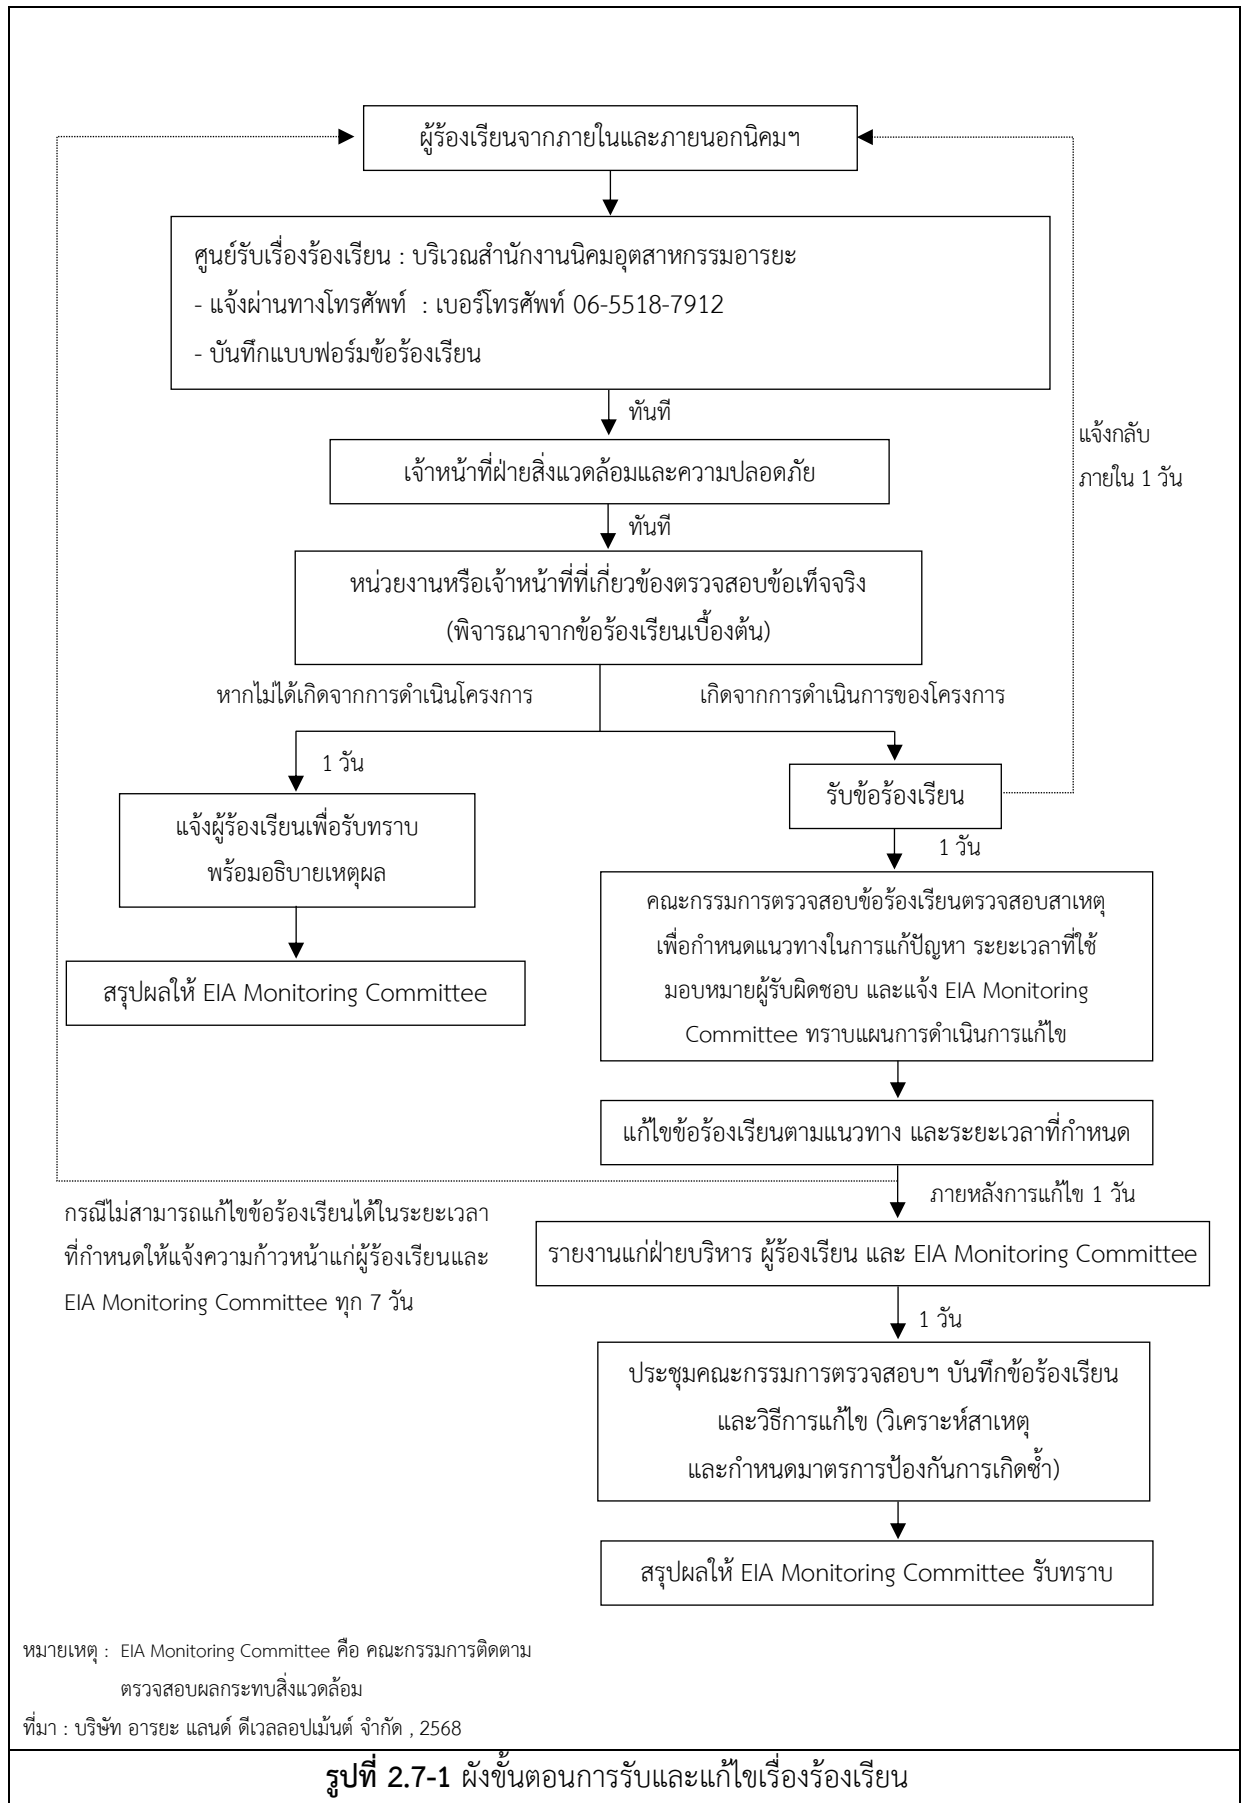 ผู้ร้องเรียนจากภายในและภายนอกนิคมฯ
ศูนย์รับเรื่องร้องเรียน : บริเวณสำนักงานนิคมอุตสาหกรรมอารยะ
- แจ้งผ่านทางโทรศัพท์ : เบอร์โทรศัพท์ 06-5518-7912
- บันทึกแบบฟอร์มข้อร้องเรียน
ทันที
แจ้งกลับ
ภายใน 1 วัน
เจ้าหน้าที่ฝ่ายสิ่งแวดล้อมและความปลอดภัย
ทันที
หน่วยงานหรือเจ้าหน้าที่ที่เกี่ยวข้องตรวจสอบข้อเท็จจริง
(พิจารณาจากข้อร้องเรียนเบื้องต้น)
หากไม่ได้เกิดจากการดำเนินโครงการ
เกิดจากการดำเนินการของโครงการ
1 วัน
รับข้อร้องเรียน
แจ้งผู้ร้องเรียนเพื่อรับทราบ
พร้อมอธิบายเหตุผล
1 วัน
สรุปผลให้ EIA Monitoring Committee
คณะกรรมการตรวจสอบข้อร้องเรียนตรวจสอบสาเหตุ
เพื่อกำหนดแนวทางในการแก้ปัญหา ระยะเวลาที่ใช้
มอบหมายผู้รับผิดชอบ และแจ้ง EIA Monitoring
Committee ทราบแผนการดำเนินการแก้ไข
แก้ไขข้อร้องเรียนตามแนวทาง และระยะเวลาที่กำหนด
ภายหลังการแก้ไข 1 วัน
กรณีไม่สามารถแก้ไขข้อร้องเรียนได้ในระยะเวลา
ที่กำหนดให้แจ้งความก้าวหน้าแก่ผู้ร้องเรียนและ
EIA Monitoring Committee ทุก 7 วัน
รายงานแก่ฝ่ายบริหาร ผู้ร้องเรียน และ EIA Monitoring Committee
1 วัน
ประชุมคณะกรรมการตรวจสอบฯ บันทึกข้อร้องเรียน
และวิธีการแก้ไข (วิเคราะห์สาเหตุ
และกำหนดมาตรการป้องกันการเกิดซ้ำ)
สรุปผลให้ EIA Monitoring Committee รับทราบ
หมายเหตุ : EIA Monitoring Committee คือ คณะกรรมการติดตาม
ตรวจสอบผลกระทบสิ่งแวดล้อม
ที่มา : บริษัท อารยะ แลนด์ ดีเวลลอปเม้นต์ จำกัด , 2568
รูปที่ 2.7-1 ผังขั้นตอนการรับและแก้ไขเรื่องร้องเรียน